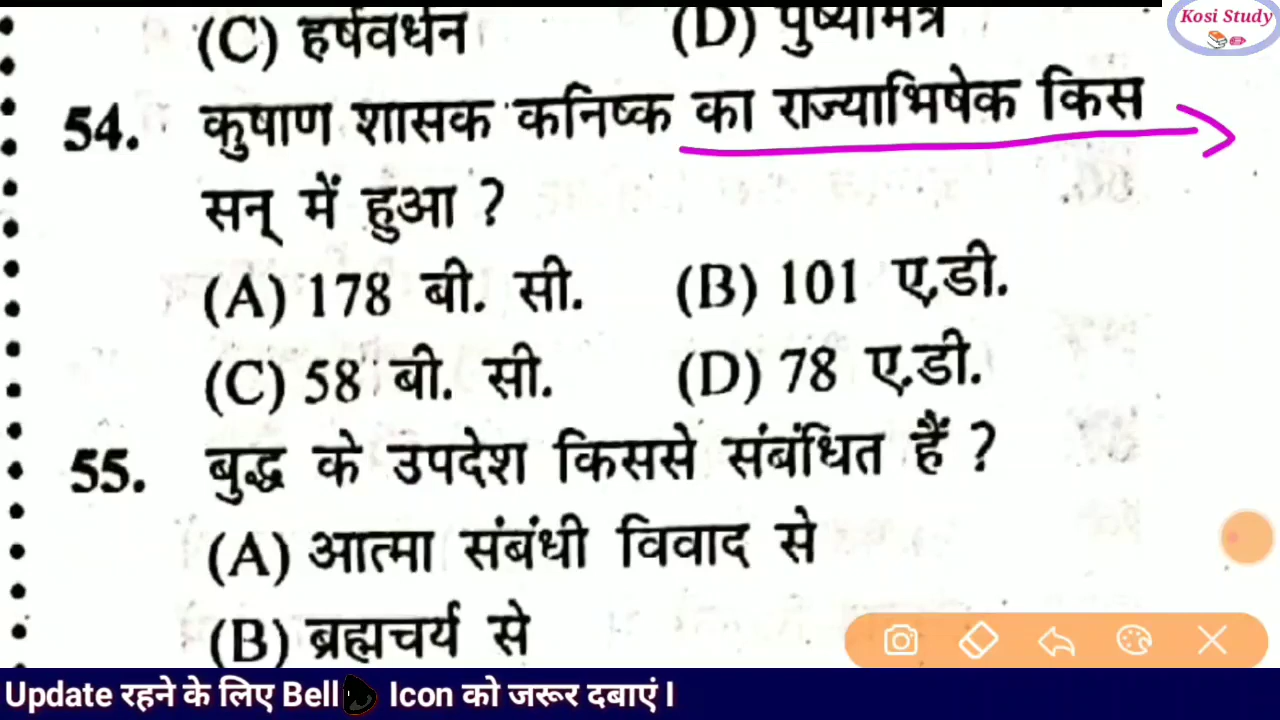 Kosi Study
(C) हर्षवर्धन (D) पुष्यमित्र
54. कुषाण शासक कनिष्क का राज्याभिषेक किस
सन् में हुआ ?
(A) 178 बी. सी. (B) 101 ए.डी.
(C) 58 बी. सी. (D) 78 ए.डी.
55. बुद्ध के उपदेश किससे संबंधित हैं ?
(A) आत्मा संबंधी विवाद से
(B) ब्रह्मचर्य से
Update रहने के लिए Bell Icon को जरूर दबाएं I